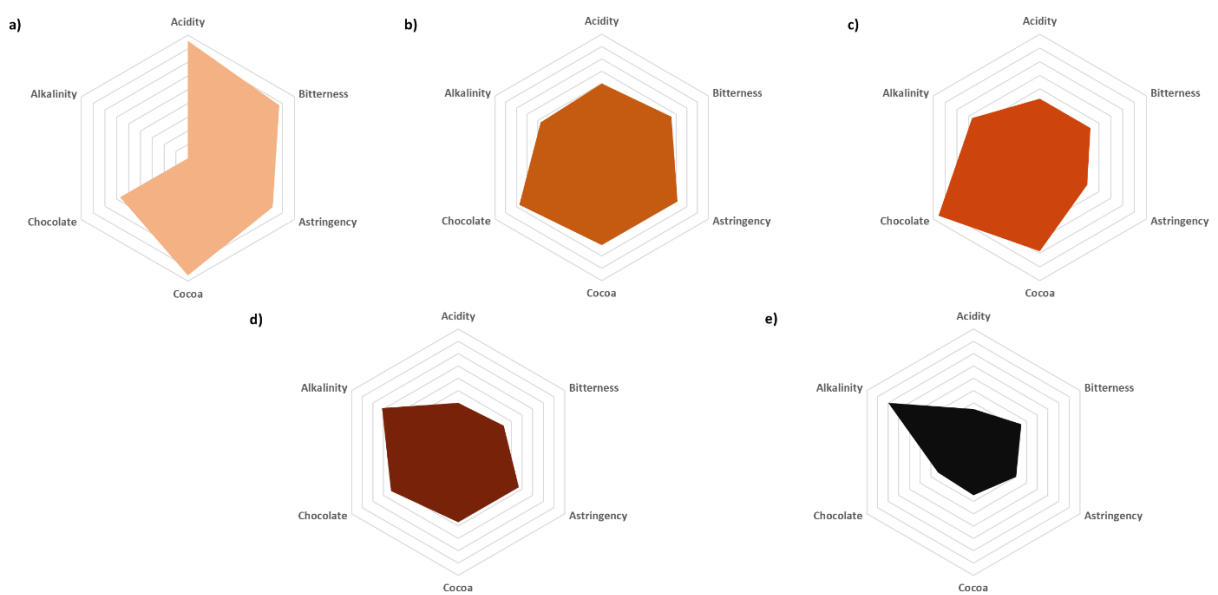 a)
Acidity
Alkalinity
Bitterness
Chocolate
Astringency
Cocoa
b)
Acidity
Alkalinity
Bitterness
Chocolate
Astringency
Cocoa
c)
Acidity
Alkalinity
Bitterness
Chocolate
Astringency
Cocoa
d)
Acidity
Alkalinity
Bitterness
Chocolate
Astringency
Cocoa
e)
Acidity
Alkalinity
Bitterness
Chocolate
Astringency
Cocoa